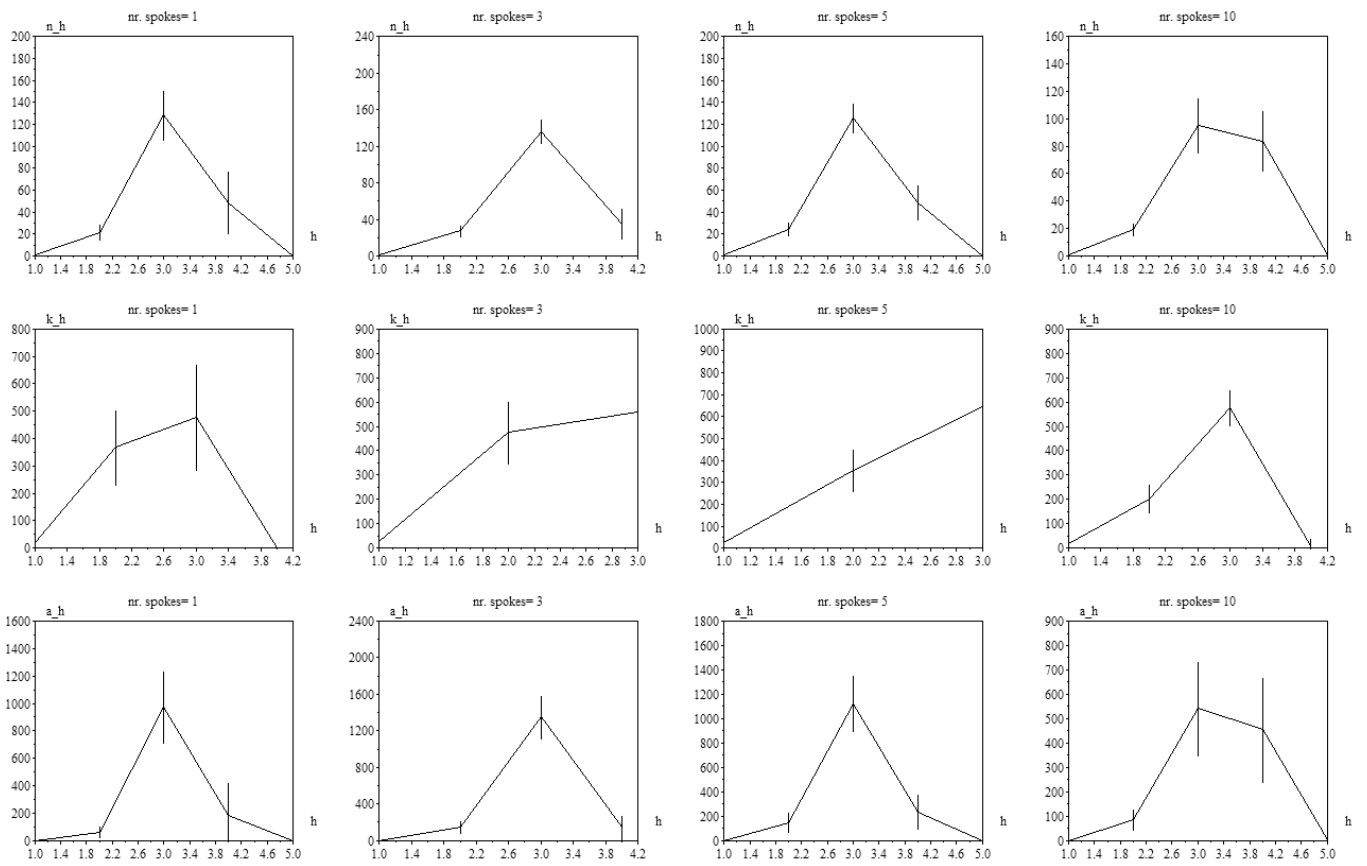 nr. spokes= 1 nr. spokes= 3 nr. spokes= 5 nr. spokes= 10
n_h n_h n_h n_h
200 240 200 160
180 200 180 140
160 160 160 120
140 120 140 100
120 80 120 80
100 40 100 60
80 0 80 40
60 60 20
40 40 0
20 20
0 0
h h h h
1.0 1.4 1.8 2.2 2.6 3.0 3.4 3.8 4.2 4.6 5.0 1.0 1.4 1.8 2.2 2.6 3.0 3.4 3.8 4.2 1.0 1.4 1.8 2.2 2.6 3.0 3.4 3.8 4.2 4.6 5.0 1.0 1.4 1.8 2.2 2.6 3.0 3.4 3.8 4.2 4.6 5.0
nr. spokes= 1 nr. spokes= 3 nr. spokes= 5 nr. spokes= 10
k_h k_h k_h k_h
800 900 1000 900
700 800 900 800
600 700 800 700
500 600 700 600
400 500 600 500
300 400 500 400
200 300 400 300
100 200 300 200
0 100 200 100
0 100 0
0
h h h h
1.0 1.4 1.8 2.2 2.6 3.0 3.4 3.8 4.2 1.0 1.2 1.4 1.6 1.8 2.0 2.2 2.4 2.6 2.8 3.0 1.0 1.2 1.4 1.6 1.8 2.0 2.2 2.4 2.6 2.8 3.0 1.0 1.4 1.8 2.2 2.6 3.0 3.4 3.8 4.2
nr. spokes= 1 nr. spokes= 3 nr. spokes= 5 nr. spokes= 10
a_h a_h a_h a_h
1600 2400 1800 900
1400 2000 1600 800
1200 1600 1400 700
1000 1200 1200 600
800 800 1000 500
600 400 800 400
400 0 600 300
200 400 200
0 200 100
0 0
h h h h
1.0 1.4 1.8 2.2 2.6 3.0 3.4 3.8 4.2 4.6 5.0 1.0 1.4 1.8 2.2 2.6 3.0 3.4 3.8 4.2 1.0 1.4 1.8 2.2 2.6 3.0 3.4 3.8 4.2 4.6 5.0 1.0 1.4 1.8 2.2 2.6 3.0 3.4 3.8 4.2 4.6 5.0